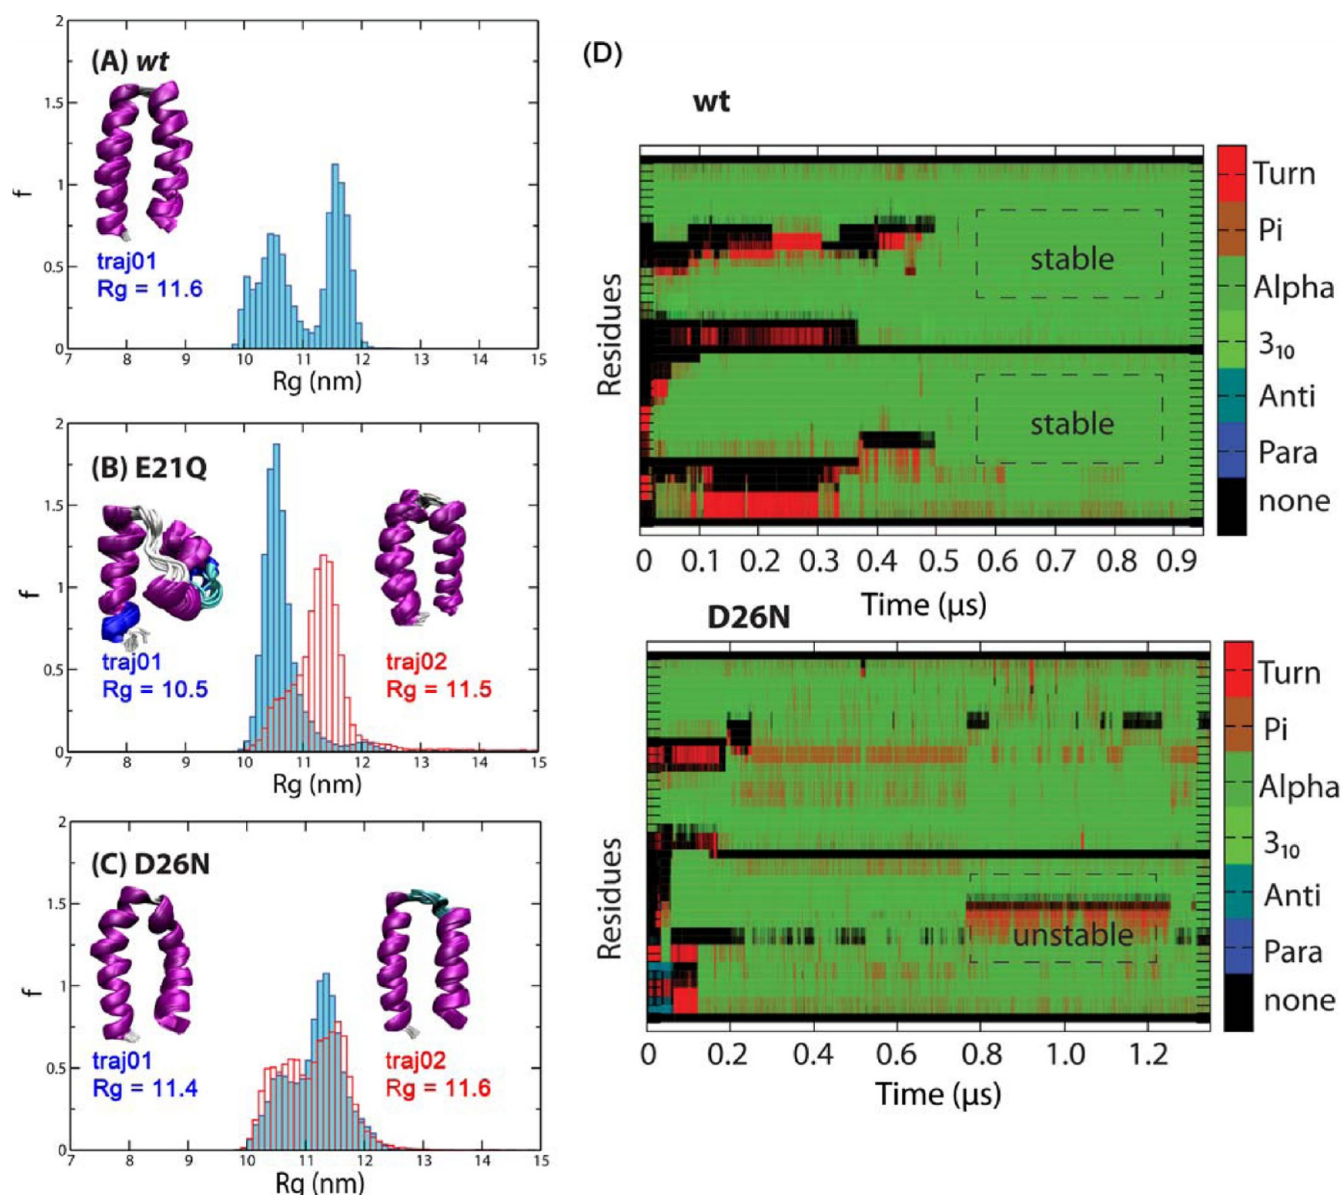 (A) wt
traj01
Rg = 11.6
2
1.5
1
0.5
0
f
7 8 9 10 11 12 13 14 15
Rg (nm)
(B) E21Q
traj01
Rg = 10.5
traj02
Rg = 11.5
2
1.5
1
0.5
0
f
7 8 9 10 11 12 13 14 15
Rg (nm)
(C) D26N
traj01
Rg = 11.4
traj02
Rg = 11.6
2
1.5
1
0.5
0
f
7 8 9 10 11 12 13 14 15
Rg (nm)
(D)
wt
Residues
stable
stable
0 0.1 0.2 0.3 0.4 0.5 0.6 0.7 0.8 0.9
Time (μs)
Turn
Pi
Alpha
3₁₀
Anti
Para
none
D26N
Residues
unstable
0 0.2 0.4 0.6 0.8 1.0 1.2
Time (μs)
Turn
Pi
Alpha
3₁₀
Anti
Para
none